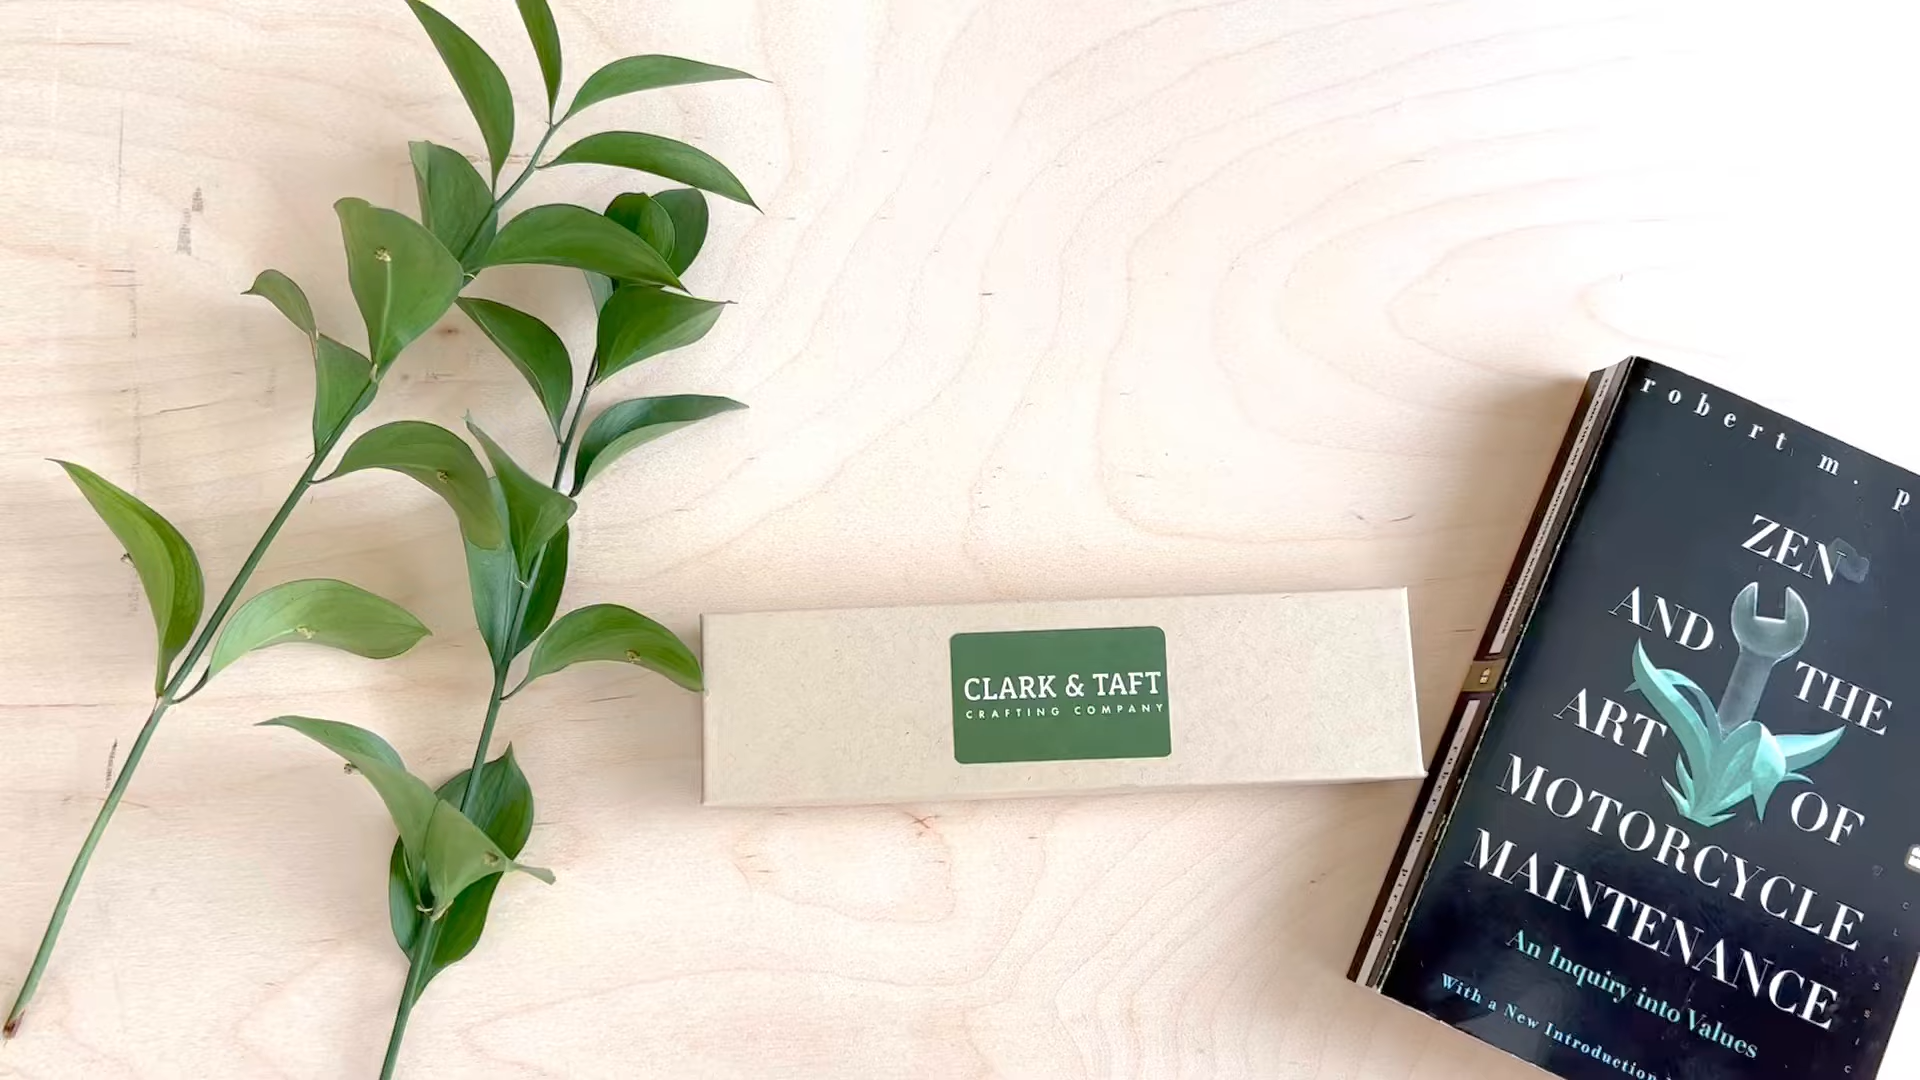 CLARK & TAFT
CRAFTING COMPANY
robert m. p
ZEN
AND THE
ART OF
MOTORCYCLE
MAINTENANCE
An Inquiry into Values
With a New Introduction